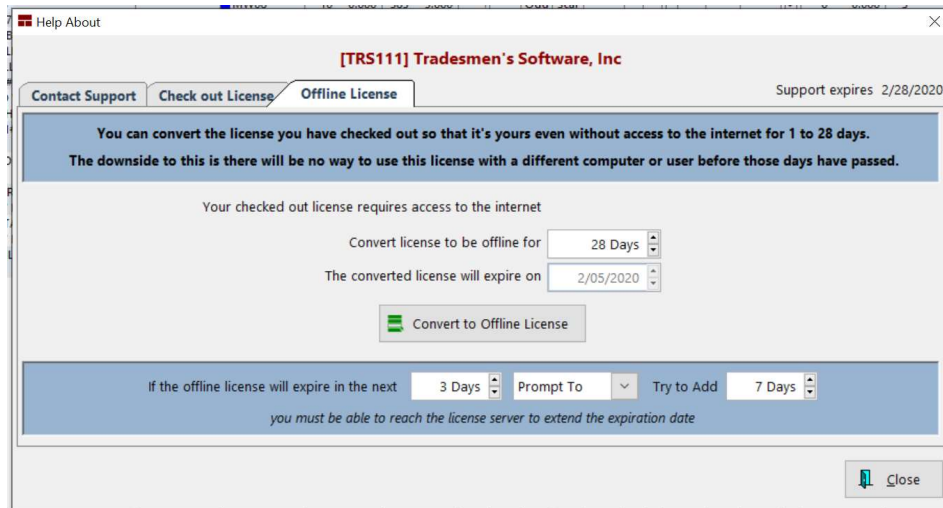 Help About
[TRS111] Tradesmen's Software, Inc
Contact Support Check out License Offline License Support expires 2/28/2020
You can convert the license you have checked out so that it's yours even without access to the internet for 1 to 28 days.
The downside to this is there will be no way to use this license with a different computer or user before those days have passed.
Your checked out license requires access to the internet
Convert license to be offline for 28 Days
The converted license will expire on 2/05/2020
Convert to Offline License
If the offline license will expire in the next 3 Days Prompt To Try to Add 7 Days
you must be able to reach the license server to extend the expiration date
Close